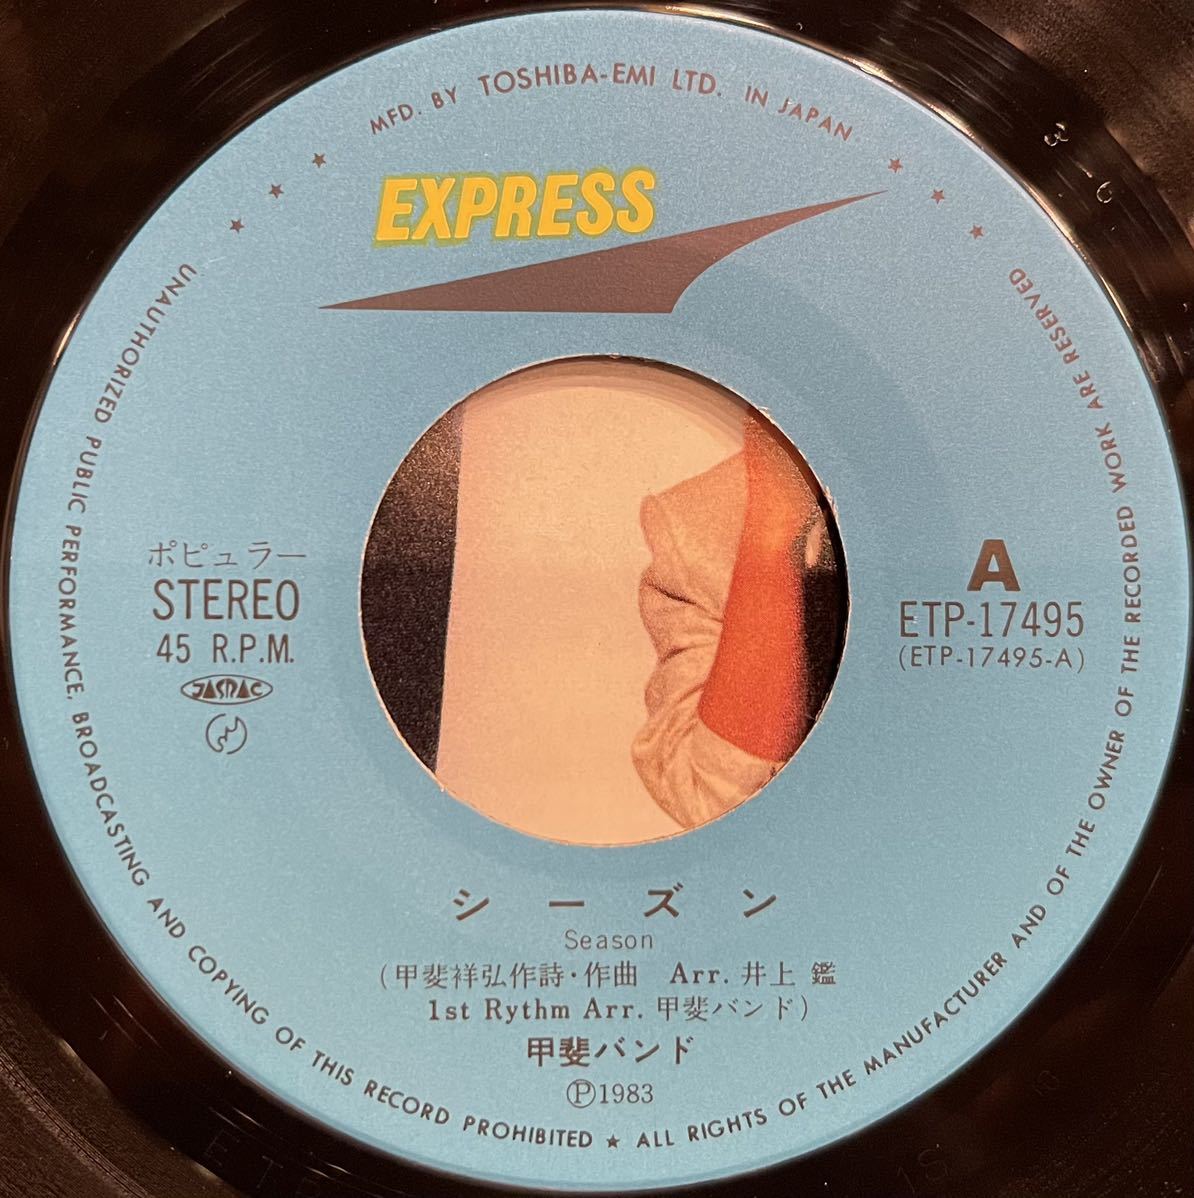 MFD. BY TOSHIBA-EMI LTD. IN JAPAN
EXPRESS
ポピュラー
STEREO
45 R.P.M.
JASRAC
A
ETP-17495
(ETP-17495-A)
シーズン
Season
(甲斐祥弘作詩・作曲 Arr. 井上 鑑
1st Rythm Arr. 甲斐バンド)
甲斐バンド
Ⓟ1983
UNAUTHORIZED PUBLIC PERFORMANCE, BROADCASTING AND COPYING OF THIS RECORD PROHIBITED ★ ALL RIGHTS OF THE MANUFACTURER AND OF THE OWNER OF THE RECORDED WORK ARE RESERVED